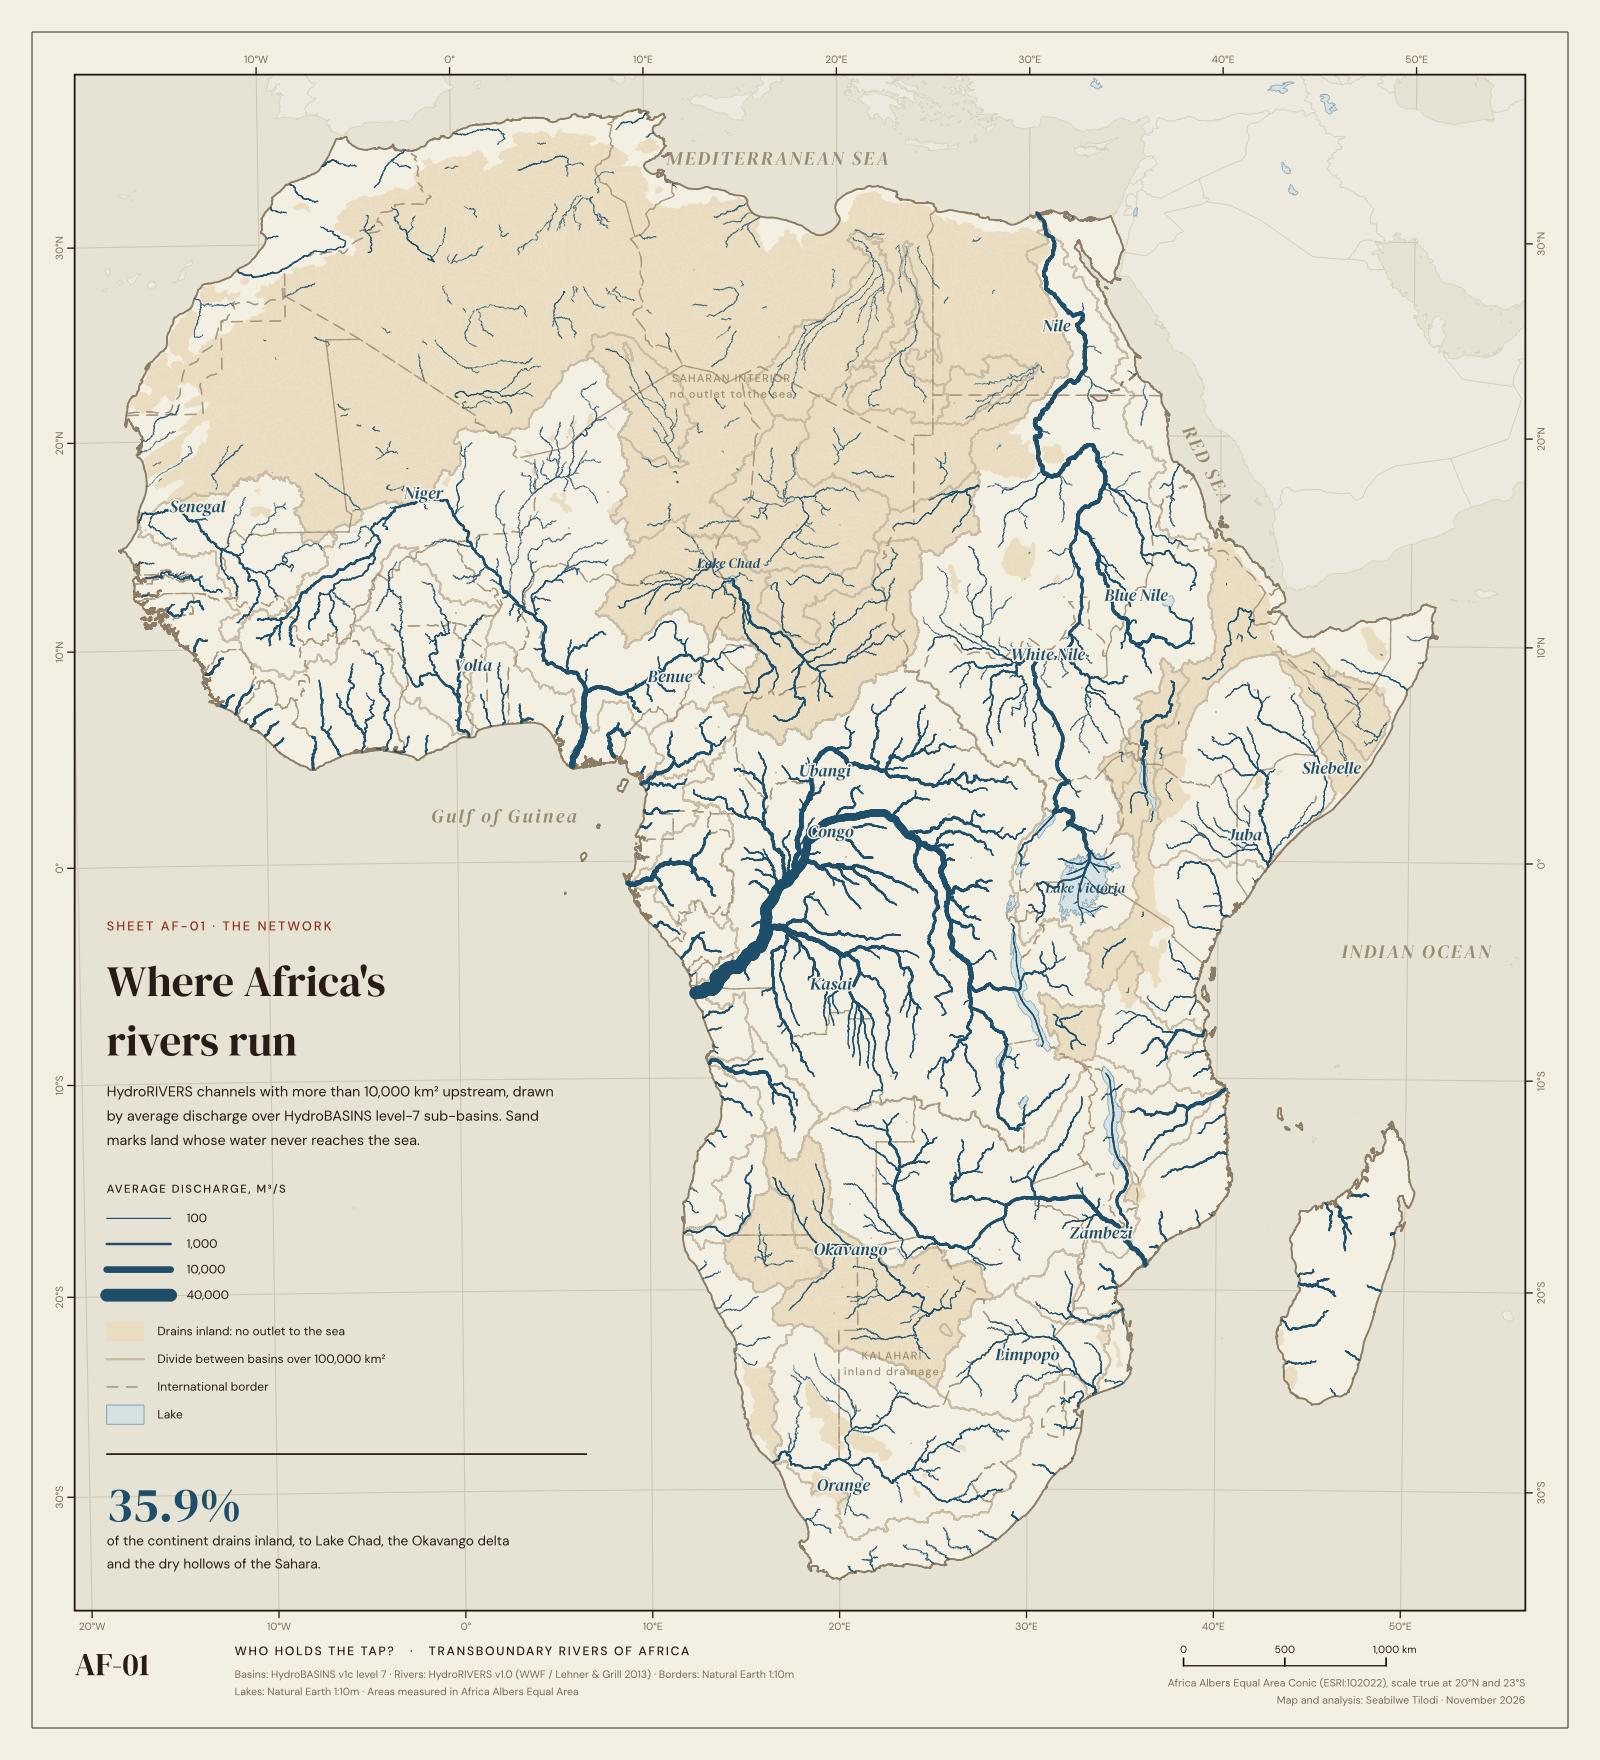 10°W 0° 10°E 20°E 30°E 40°E 50°E
MEDITERRANEAN SEA
30°N 30°N
Nile
SAHARAN INTERIOR
no outlet to the sea
20°N RED SEA 20°N
Senegal Niger
Lake Chad
Blue Nile
10°N White Nile 10°N
Volta
Benue
Ubangi Shebelle
Gulf of Guinea
Congo Juba
0° 0°
Lake Victoria
INDIAN OCEAN
Kasai
SHEET AF-01 · THE NETWORK
Where Africa's
rivers run
HydroRIVERS channels with more than 10,000 km² upstream, drawn
by average discharge over HydroBASINS level-7 sub-basins. Sand
marks land whose water never reaches the sea.
10°S 10°S
AVERAGE DISCHARGE, M³/S
100
1,000
10,000
40,000
Zambezi
Okavango
20°S 20°S
Drains inland: no outlet to the sea
Divide between basins over 100,000 km²
International border
Lake
Limpopo
KALAHARI
inland drainage
Orange
30°S 30°S
35.9%
of the continent drains inland, to Lake Chad, the Okavango delta
and the dry hollows of the Sahara.
20°W 10°W 0° 10°E 20°E 30°E 40°E 50°E
AF-01
WHO HOLDS THE TAP? · TRANSBOUNDARY RIVERS OF AFRICA
Basins: HydroBASINS v1c level 7 · Rivers: HydroRIVERS v1.0 (WWF / Lehner & Grill 2013) · Borders: Natural Earth 1:10m
Lakes: Natural Earth 1:10m · Areas measured in Africa Albers Equal Area
0 500 1,000 km
Africa Albers Equal Area Conic (ESRI:102022), scale true at 20°N and 23°S
Map and analysis: Seabilwe Tilodi · November 2026